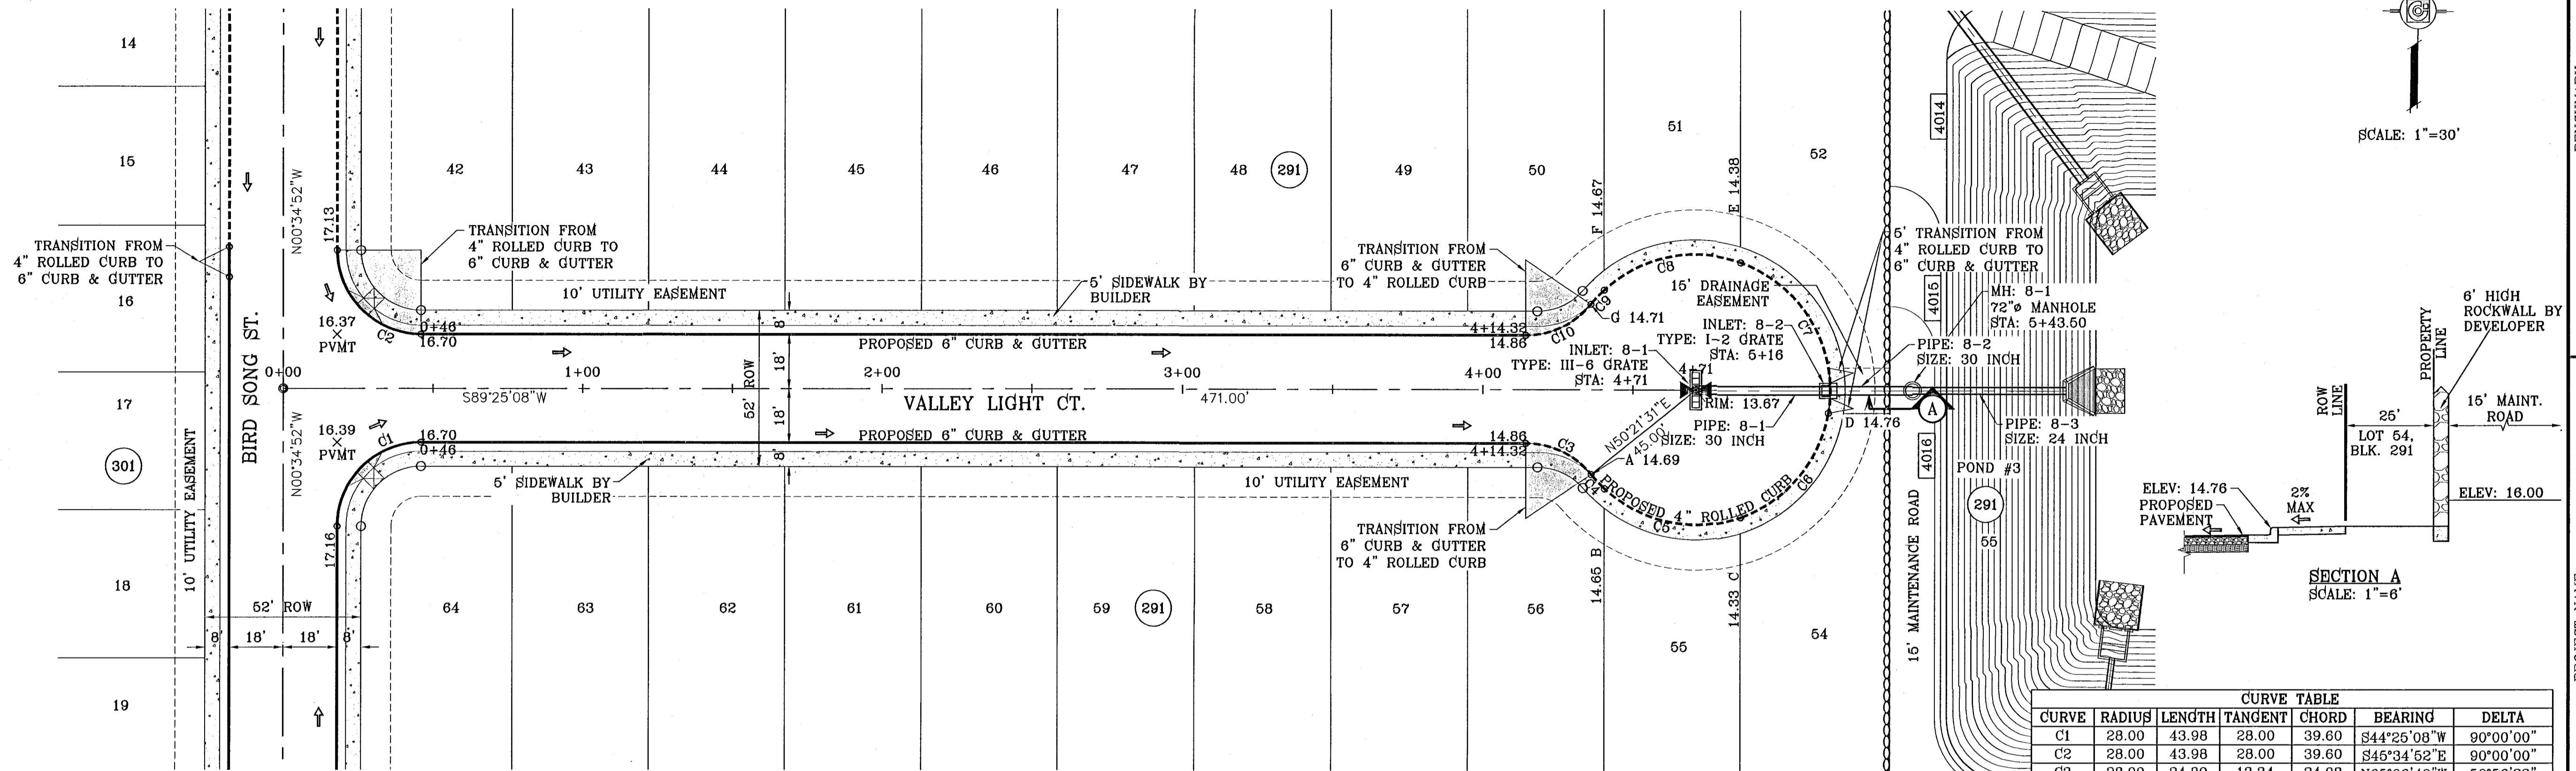 14
15
16
17
18
19
301
TRANSITION FROM
4" ROLLED CURB TO
6" CURB & GUTTER
10' UTILITY EASEMENT
BIRD SONG ST.
N00°34'52"W
N00°34'52"W
17.13
17.16
16.37
PVMT
16.39
PVMT
0+00
C2
C1
0+46
16.70
16.70
0+46
52' ROW
8'
18'
18'
8'
TRANSITION FROM
4" ROLLED CURB TO
6" CURB & GUTTER
42
43
44
45
46
47
48
291
49
50
51
52
10' UTILITY EASEMENT
5' SIDEWALK BY
BUILDER
PROPOSED 6" CURB & GUTTER
1+00
2+00
3+00
4+00
S89°25'08"W
VALLEY LIGHT CT.
471.00'
52' ROW
8'
18'
18'
8'
PROPOSED 6" CURB & GUTTER
5' SIDEWALK BY
BUILDER
10' UTILITY EASEMENT
64
63
62
61
60
59
291
58
57
56
55
54
TRANSITION FROM
6" CURB & GUTTER
TO 4" ROLLED CURB
4+14.32
14.86
C10
C9
C8
C7
F 14.67
E 14.38
G 14.71
15' DRAINAGE
EASEMENT
INLET: 8-2
TYPE: I-2 GRATE
STA: 5+16
INLET: 8-1
TYPE: III-6 GRATE
STA: 4+71
4+71
RIM: 13.67
PIPE: 8-1
SIZE: 30 INCH
N50°21'31"E
45.00'
14.86
4+14.32
C3
C4
A 14.69
PROPOSED 4" ROLLED CURB
C5
C6
D 14.76
14.65 B
14.33 C
TRANSITION FROM
6" CURB & GUTTER
TO 4" ROLLED CURB
5' TRANSITION FROM
4" ROLLED CURB TO
6" CURB & GUTTER
4014
4015
4016
MH: 8-1
72"ø MANHOLE
STA: 5+43.50
PIPE: 8-2
SIZE: 30 INCH
A
PIPE: 8-3
SIZE: 24 INCH
POND #3
291
55
15' MAINTENANCE ROAD
SCALE: 1"=30'
6' HIGH
ROCKWALL BY
DEVELOPER
PROPERTY
LINE
ROW
LINE
25'
LOT 54,
BLK. 291
15' MAINT.
ROAD
ELEV: 14.76
PROPOSED
PAVEMENT
2%
MAX
ELEV: 16.00
SECTION A
SCALE: 1"=6'
CURVE TABLE
CURVE RADIUS LENGTH TANGENT CHORD BEARING DELTA
C1 28.00 43.98 28.00 39.60 S44°25'08"W 90°00'00"
C2 28.00 43.98 28.00 39.60 S45°34'52"E 90°00'00"